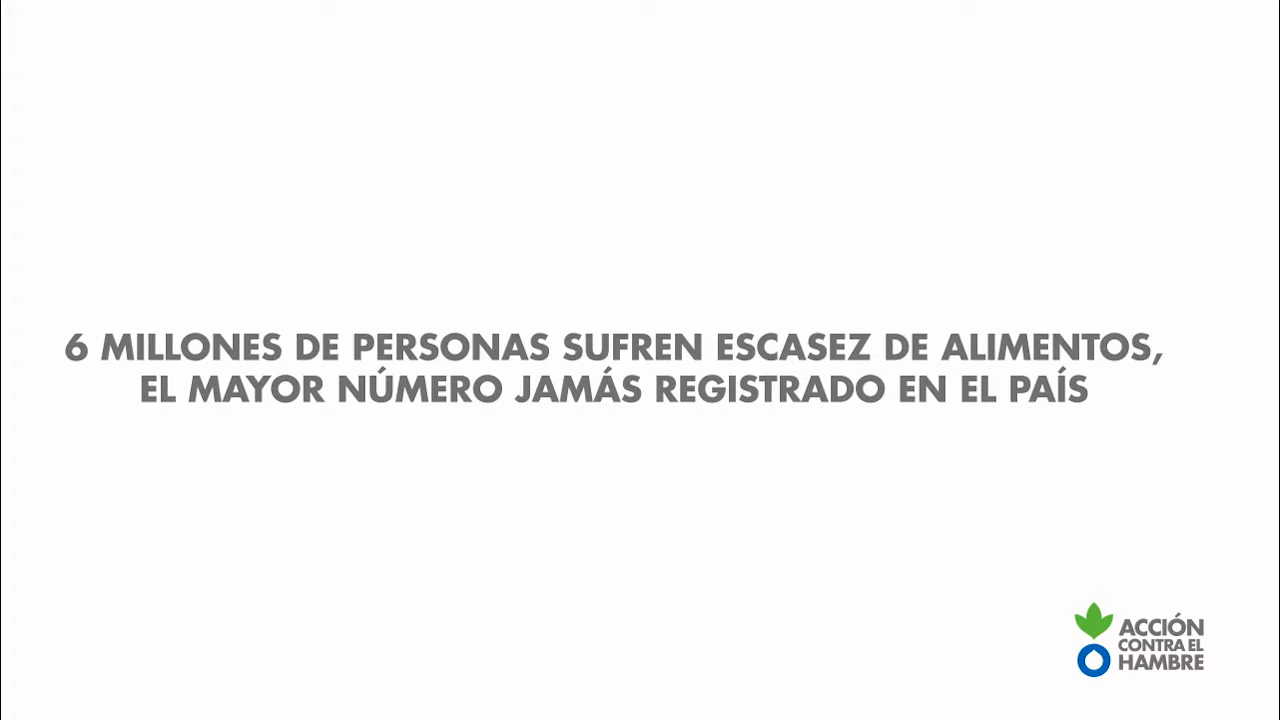 6 MILLONES DE PERSONAS SUFREN ESCASEZ DE ALIMENTOS,
EL MAYOR NÚMERO JAMÁS REGISTRADO EN EL PAÍS
ACCIÓN
CONTRA EL
HAMBRE